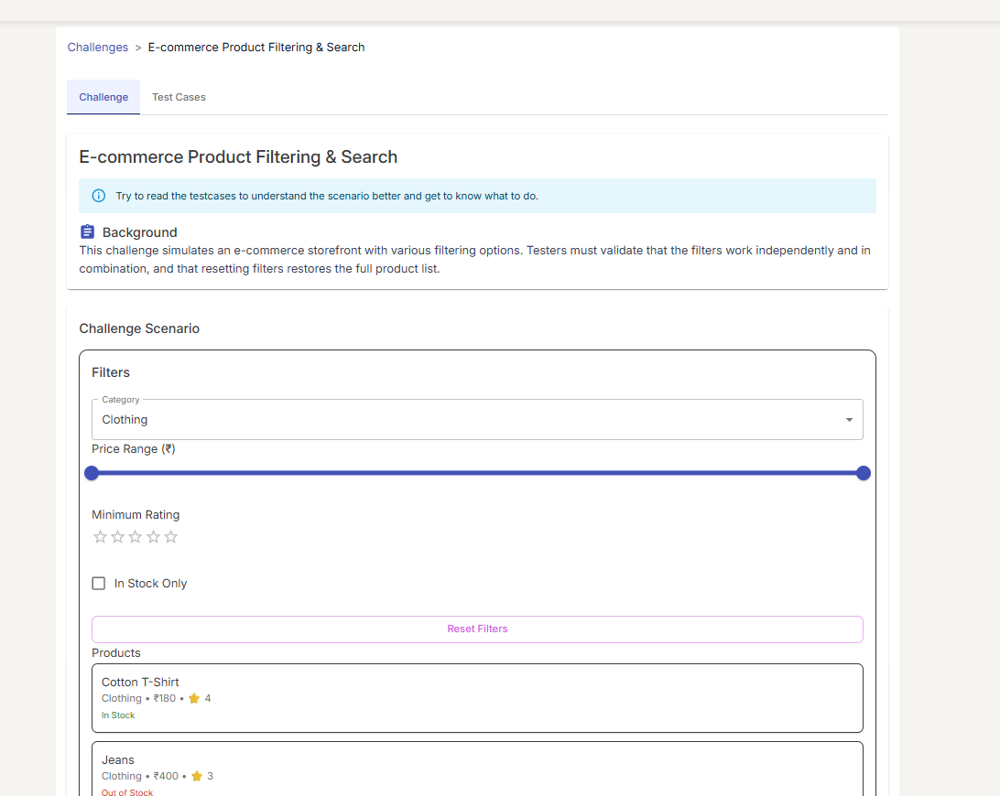 Challenges > E-commerce Product Filtering & Search
Challenge Test Cases
E-commerce Product Filtering & Search
Try to read the testcases to understand the scenario better and get to know what to do.
Background
This challenge simulates an e-commerce storefront with various filtering options. Testers must validate that the filters work independently and in
combination, and that resetting filters restores the full product list.
Challenge Scenario
Filters
Category
Clothing
Price Range (₹)
Minimum Rating
In Stock Only
Reset Filters
Products
Cotton T-Shirt
Clothing • ₹180 • ⭐ 4
In Stock
Jeans
Clothing • ₹400 • ⭐ 3
Out of Stock